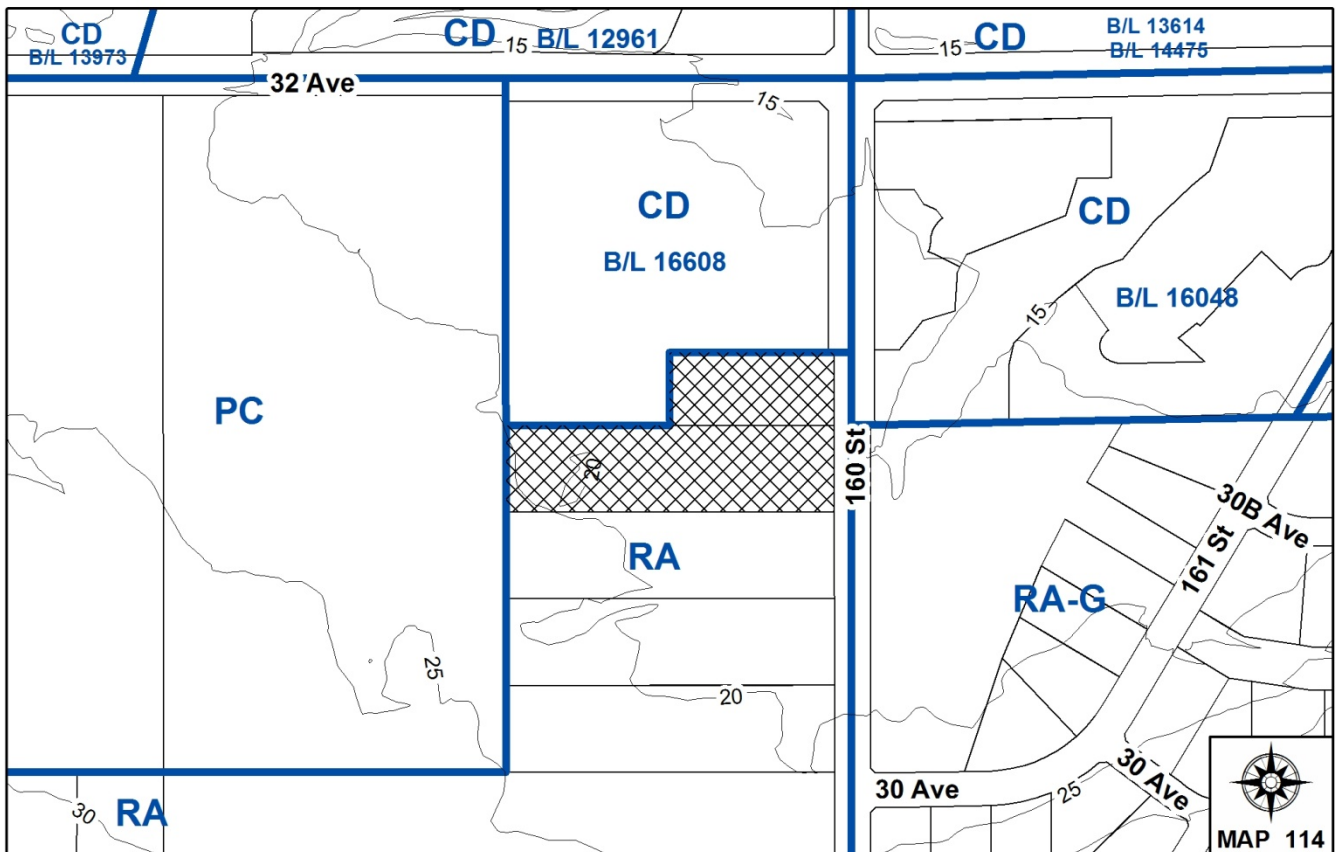 CD
B/L 13973
CD
15
B/L 12961
15
CD
B/L 13614
B/L 14475
32 Ave
15
CD
B/L 16608
CD
B/L 16048
15
PC
160 St
20
30B Ave
161 St
RA
RA-G
25
20
30 Ave
30 Ave
25
30
RA
MAP 114